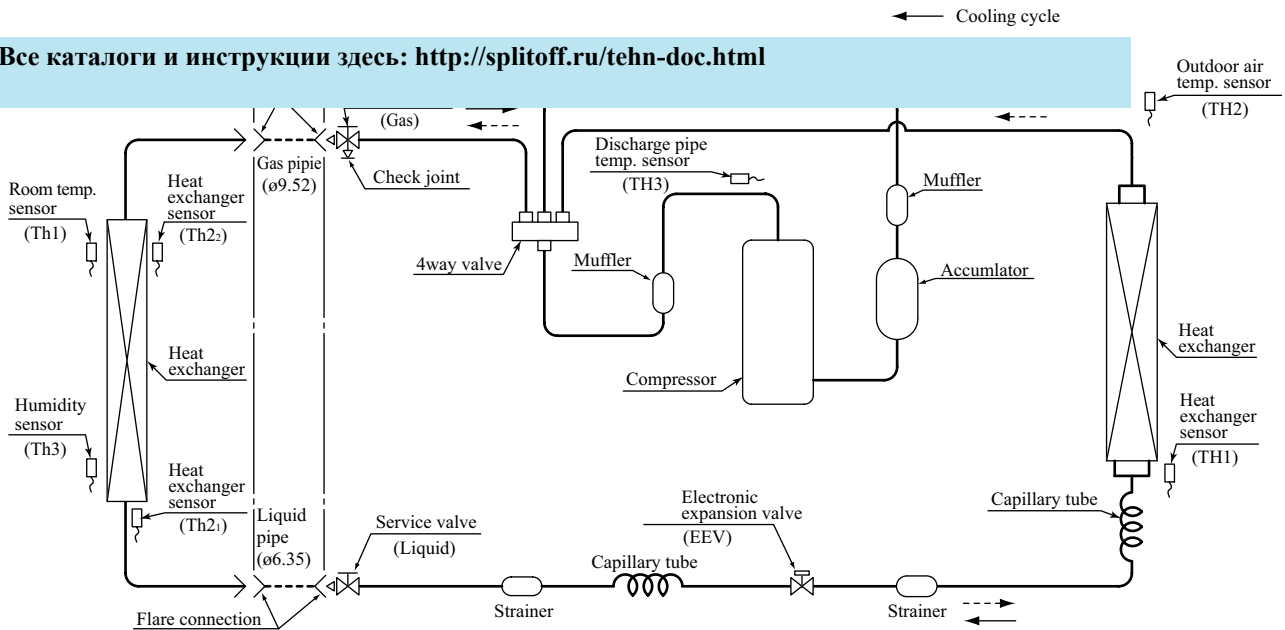 Cooling cycle
Все каталоги и инструкции здесь: http://splitoff.ru/tehn-doc.html
Outdoor air
temp. sensor
(TH2)
(Gas)
Gas pipie
(ø9.52)
Check joint
Discharge pipe
temp. sensor
(TH3)
Muffler
Room temp.
sensor
(Th1)
Heat
exchanger
sensor
(Th2₂)
4way valve
Muffler
Accumlator
Heat
exchanger
Heat
exchanger
Compressor
Humidity
sensor
(Th3)
Heat
exchanger
sensor
(TH1)
Heat
exchanger
sensor
(Th2₁)
Liquid
pipe
(ø6.35)
Service valve
(Liquid)
Electronic
expansion valve
(EEV)
Capillary tube
Capillary tube
Strainer
Strainer
Flare connection